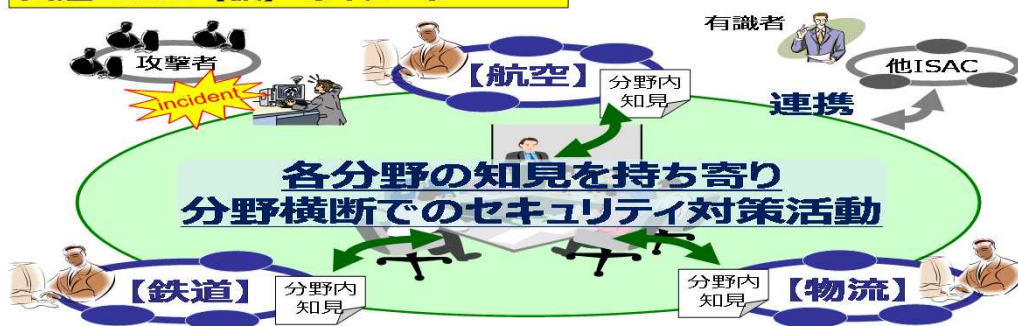 有識者
攻撃者
【航空】
分野内
知見
他ISAC
incident
連携
各分野の知見を持ち寄り
分野横断でのセキュリティ対策活動
【鉄道】
分野内
知見
分野内
知見
【物流】